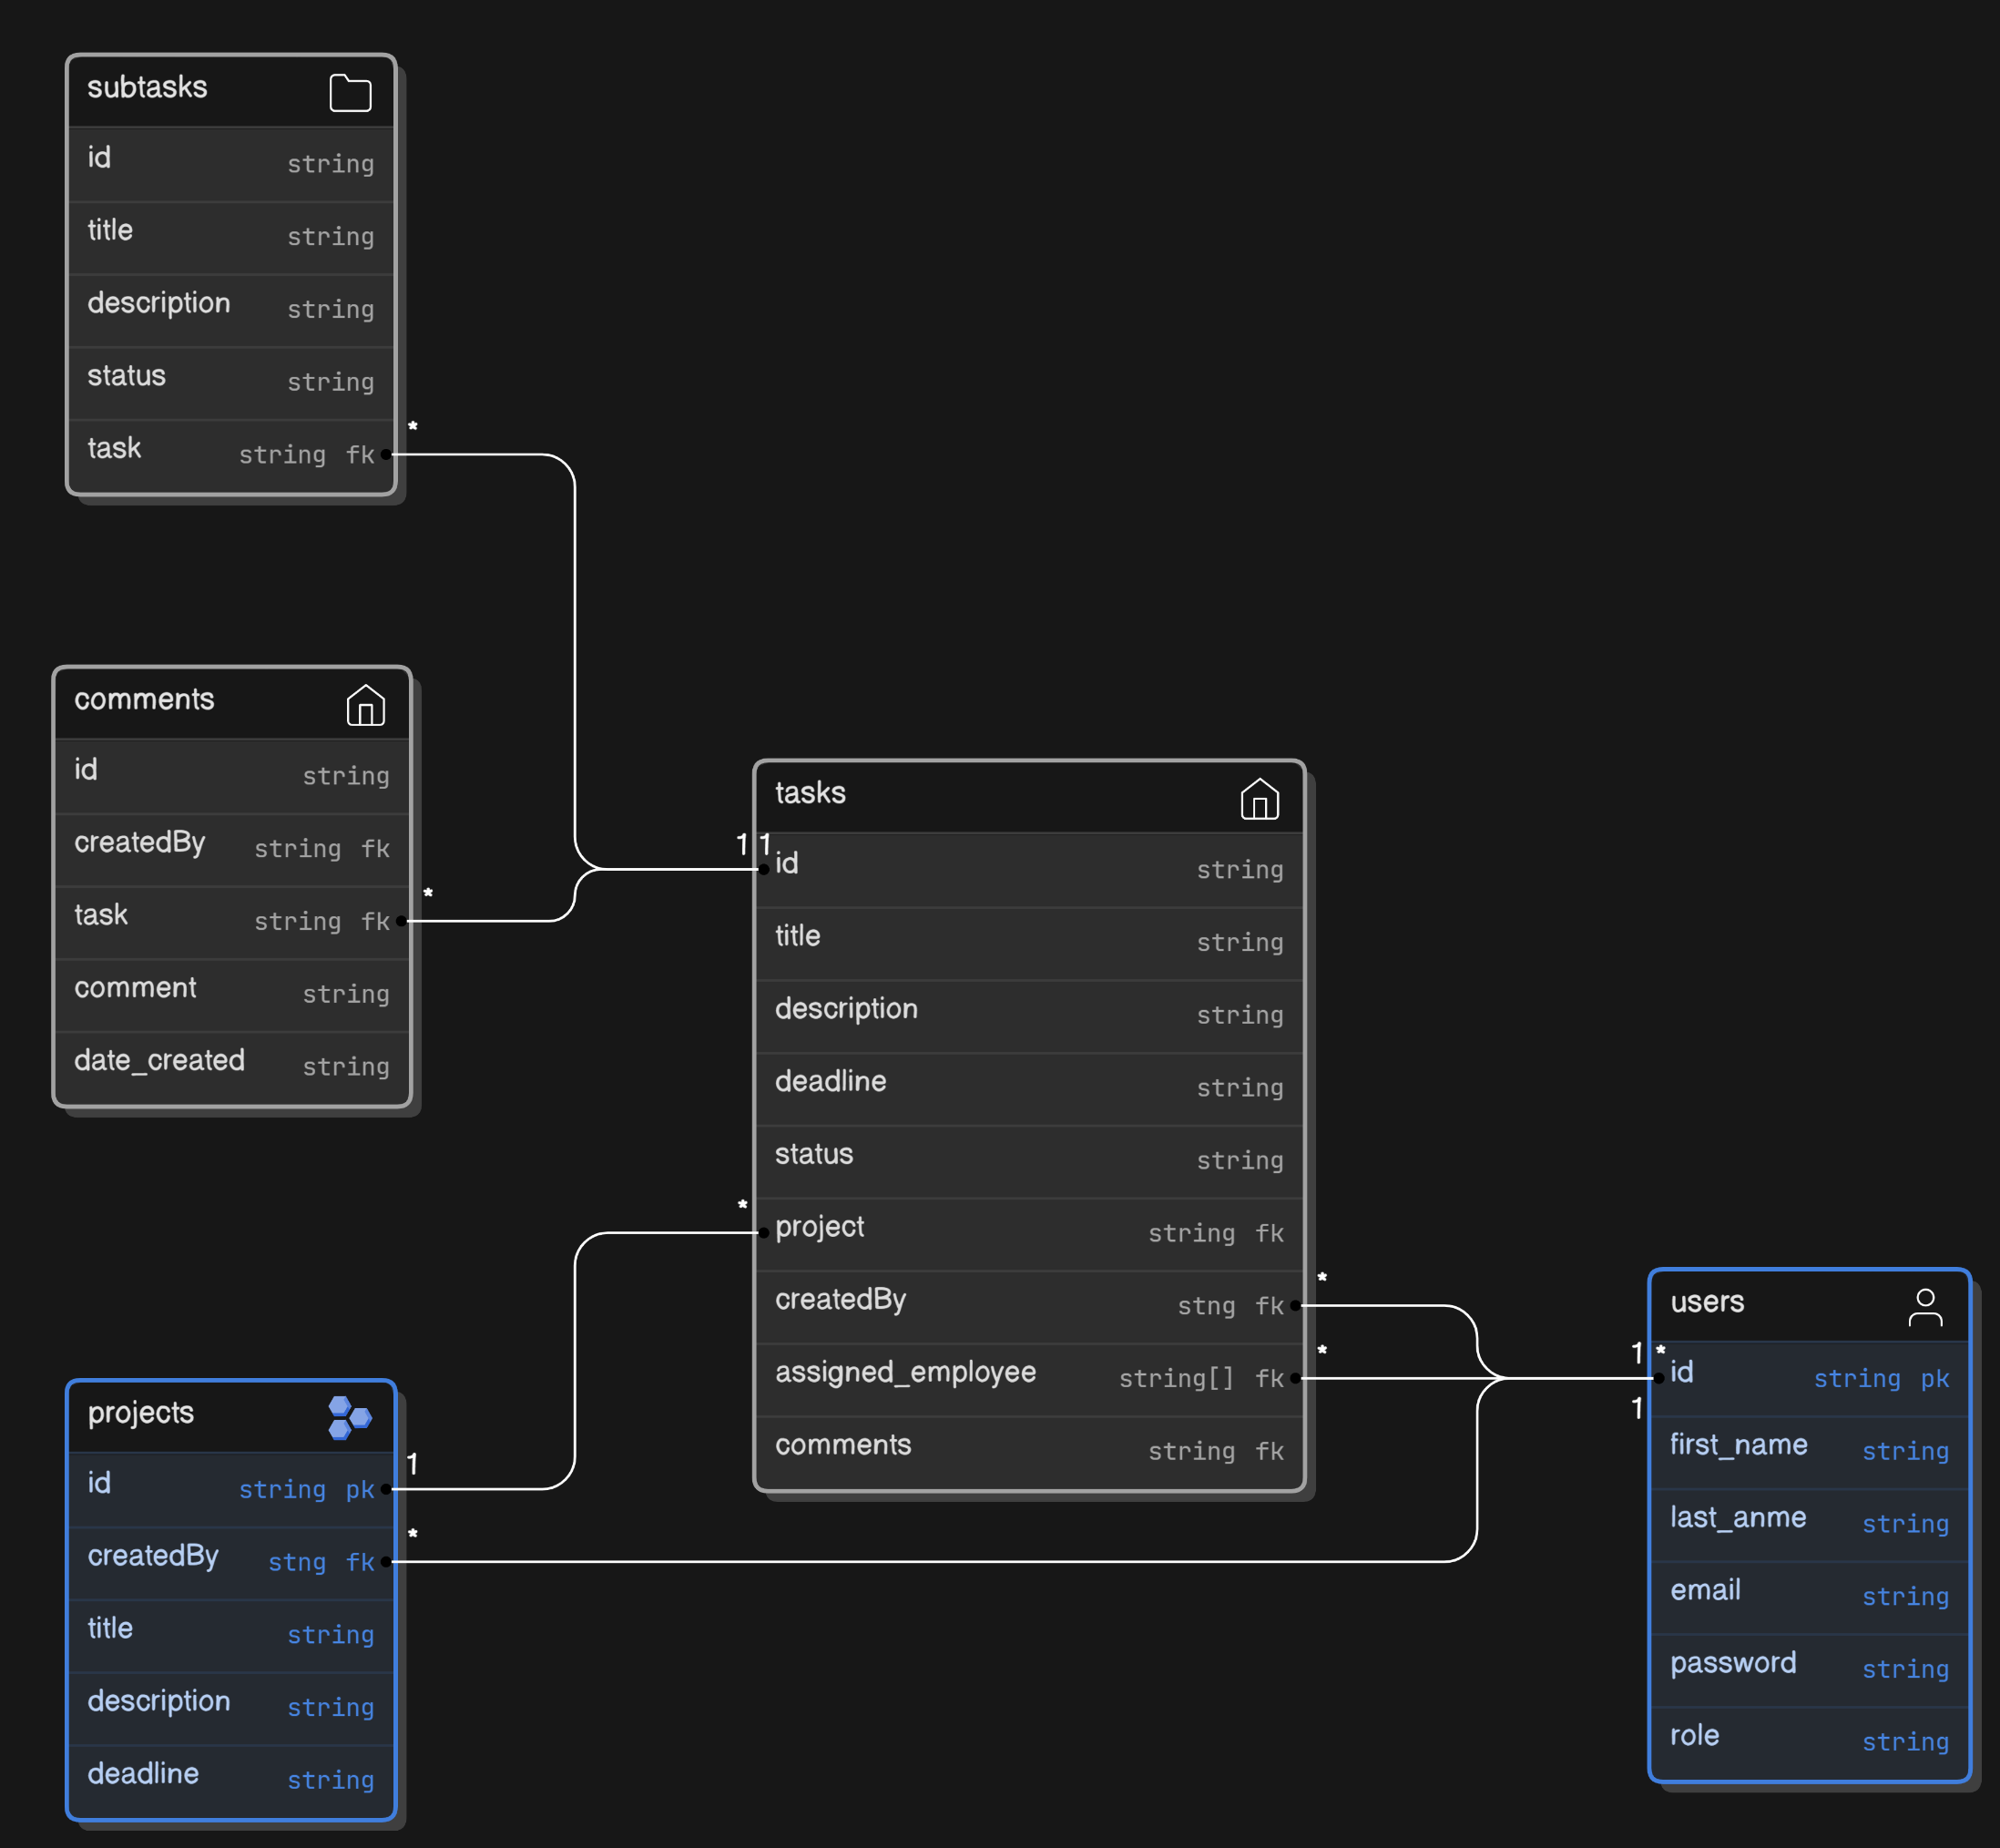 subtasks
id string
title string
description string
status string
task string fk
*
comments
id string
createdBy string fk
task string fk
*
comment string
date_created string
tasks
1 1
id string
title string
description string
deadline string
status string
*
project string fk
createdBy stng fk
*
assigned_employee string[] fk
*
comments string fk
projects
id string pk
1
createdBy stng fk
*
title string
description string
deadline string
users
1 *
id string pk
1
first_name string
last_anme string
email string
password string
role string